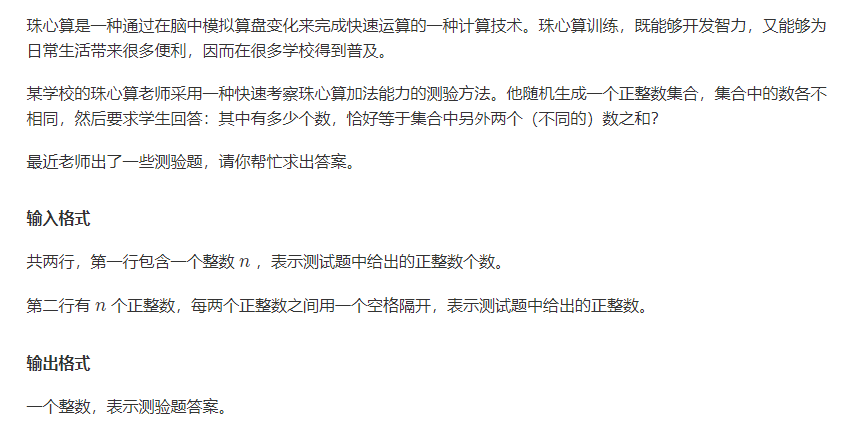 珠心算是一种通过在脑中模拟算盘变化来完成快速运算的一种计算技术。珠心算训练，既能够开发智力，又能够为
日常生活带来很多便利，因而在很多学校得到普及。
某学校的珠心算老师采用一种快速考察珠心算加法能力的测验方法。他随机生成一个正整数集合，集合中的数各不
相同，然后要求学生回答：其中有多少个数，恰好等于集合中另外两个（不同的）数之和？
最近老师出了一些测验题，请你帮忙求出答案。
输入格式
共两行，第一行包含一个整数 n ，表示测试题中给出的正整数个数。
第二行有 n 个正整数，每两个正整数之间用一个空格隔开，表示测试题中给出的正整数。
输出格式
一个整数，表示测验题答案。